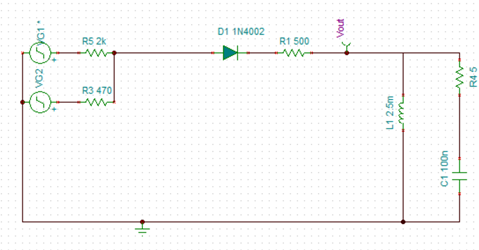 VG1 *
R5 2k
D1 1N4002
R1 500
Vout
VG2
R3 470
R4 5
L1 2.5m
C1 100n
+
+